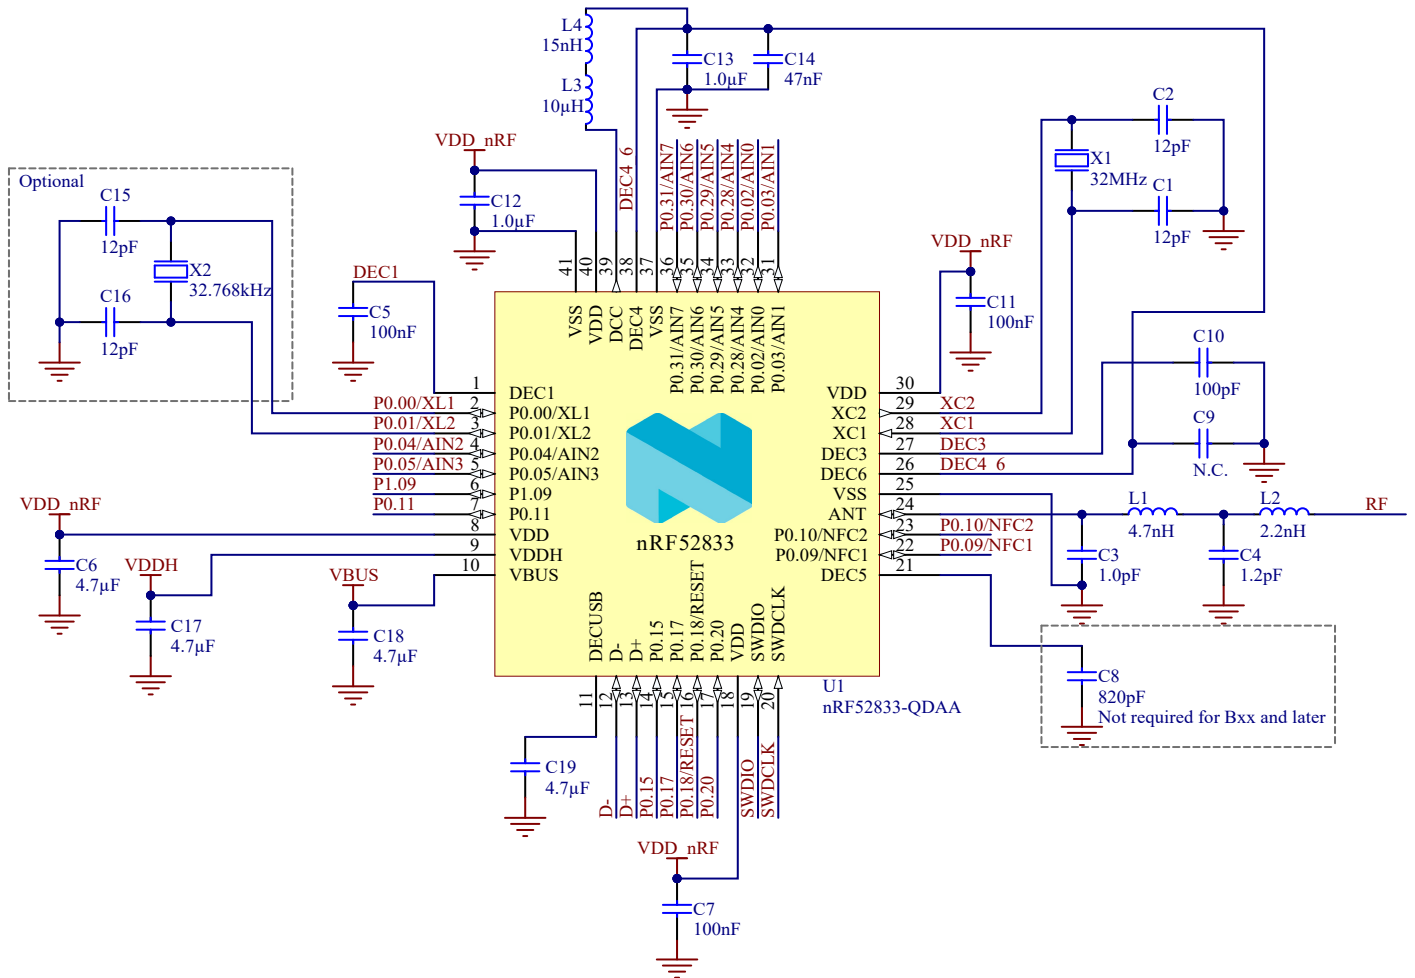 L4
15nH
L3
10µH
C13
1.0µF
C14
47nF
C2
12pF
X1
32MHz
C1
12pF
VDD_nRF
C12
1.0µF
DEC4_6
P0.31/AIN7
P0.30/AIN6
P0.29/AIN5
P0.28/AIN4
P0.02/AIN0
P0.03/AIN1
Optional
C15
12pF
X2
32.768kHz
C16
12pF
DEC1
C5
100nF
VDD_nRF
C11
100nF
C10
100pF
C9
N.C.
41
40
39
38
37
36
35
34
33
32
31
VSS
VDD
DCC
DEC4
VSS
P0.31/AIN7
P0.30/AIN6
P0.29/AIN5
P0.28/AIN4
P0.02/AIN0
P0.03/AIN1
1 DEC1
P0.00/XL1 2 P0.00/XL1
P0.01/XL2 3 P0.01/XL2
P0.04/AIN2 4 P0.04/AIN2
P0.05/AIN3 5 P0.05/AIN3
P1.09 6 P1.09
P0.11 7 P0.11
8 VDD
9 VDDH
10 VBUS
VDD 30
XC2 29 XC2
XC1 28 XC1
DEC3 27 DEC3
DEC6 26 DEC4_6
VSS 25
ANT 24
P0.10/NFC2 23 P0.10/NFC2
P0.09/NFC1 22 P0.09/NFC1
DEC5 21
nRF52833
L1
4.7nH
L2
2.2nH
RF
C3
1.0pF
C4
1.2pF
VDD_nRF
C6
4.7µF
VDDH
C17
4.7µF
VBUS
C18
4.7µF
DECUSB
D-
D+
P0.15
P0.17
P0.18/RESET
P0.20
VDD
SWDIO
SWDCLK
11
12
13
14
15
16
17
18
19
20
U1
nRF52833-QDAA
C8
820pF
Not required for Bxx and later
C19
4.7µF
D-
D+
P0.15
P0.17
P0.18/RESET
P0.20
SWDIO
SWDCLK
VDD_nRF
C7
100nF